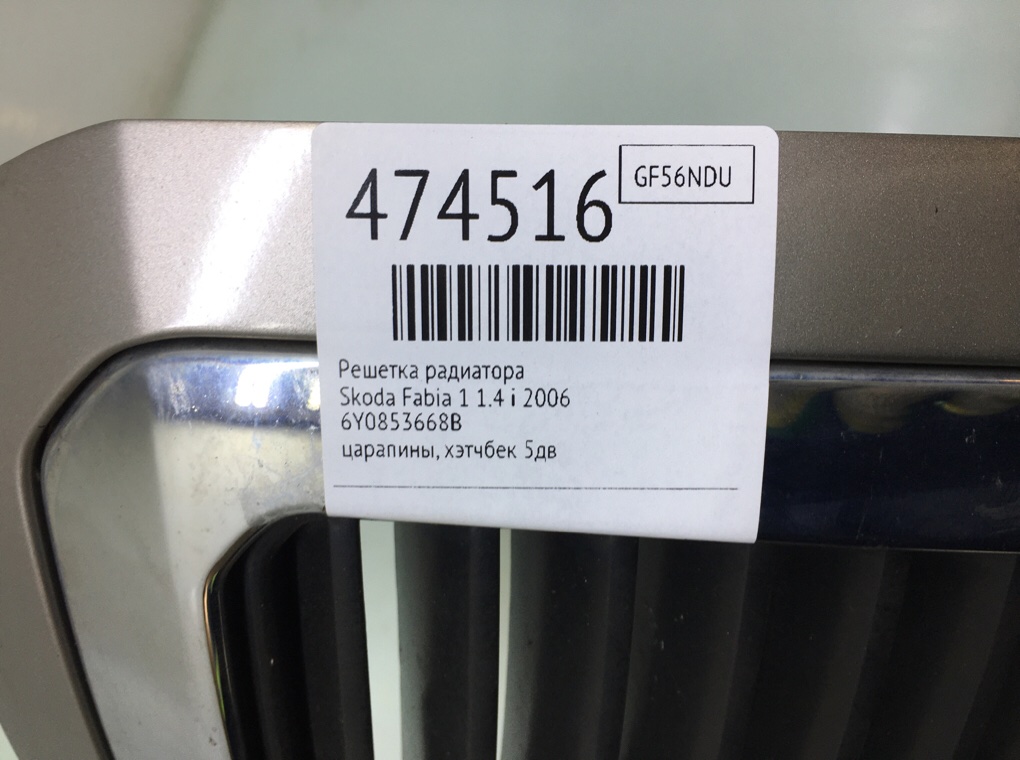 474516
GF56NDU
Решетка радиатора
Skoda Fabia 1 1.4 i 2006
6Y0853668B
царапины, хэтчбек 5дв